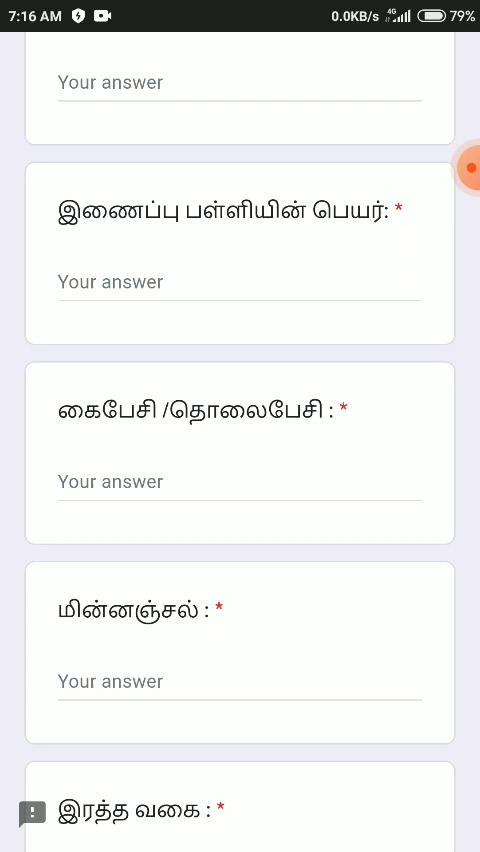 7:16 AM 0.0KB/s 4G 79%
Your answer
இணைப்பு பள்ளியின் பெயர்: *
Your answer
கைபேசி /தொலைபேசி : *
Your answer
மின்னஞ்சல் : *
Your answer
இரத்த வகை : *